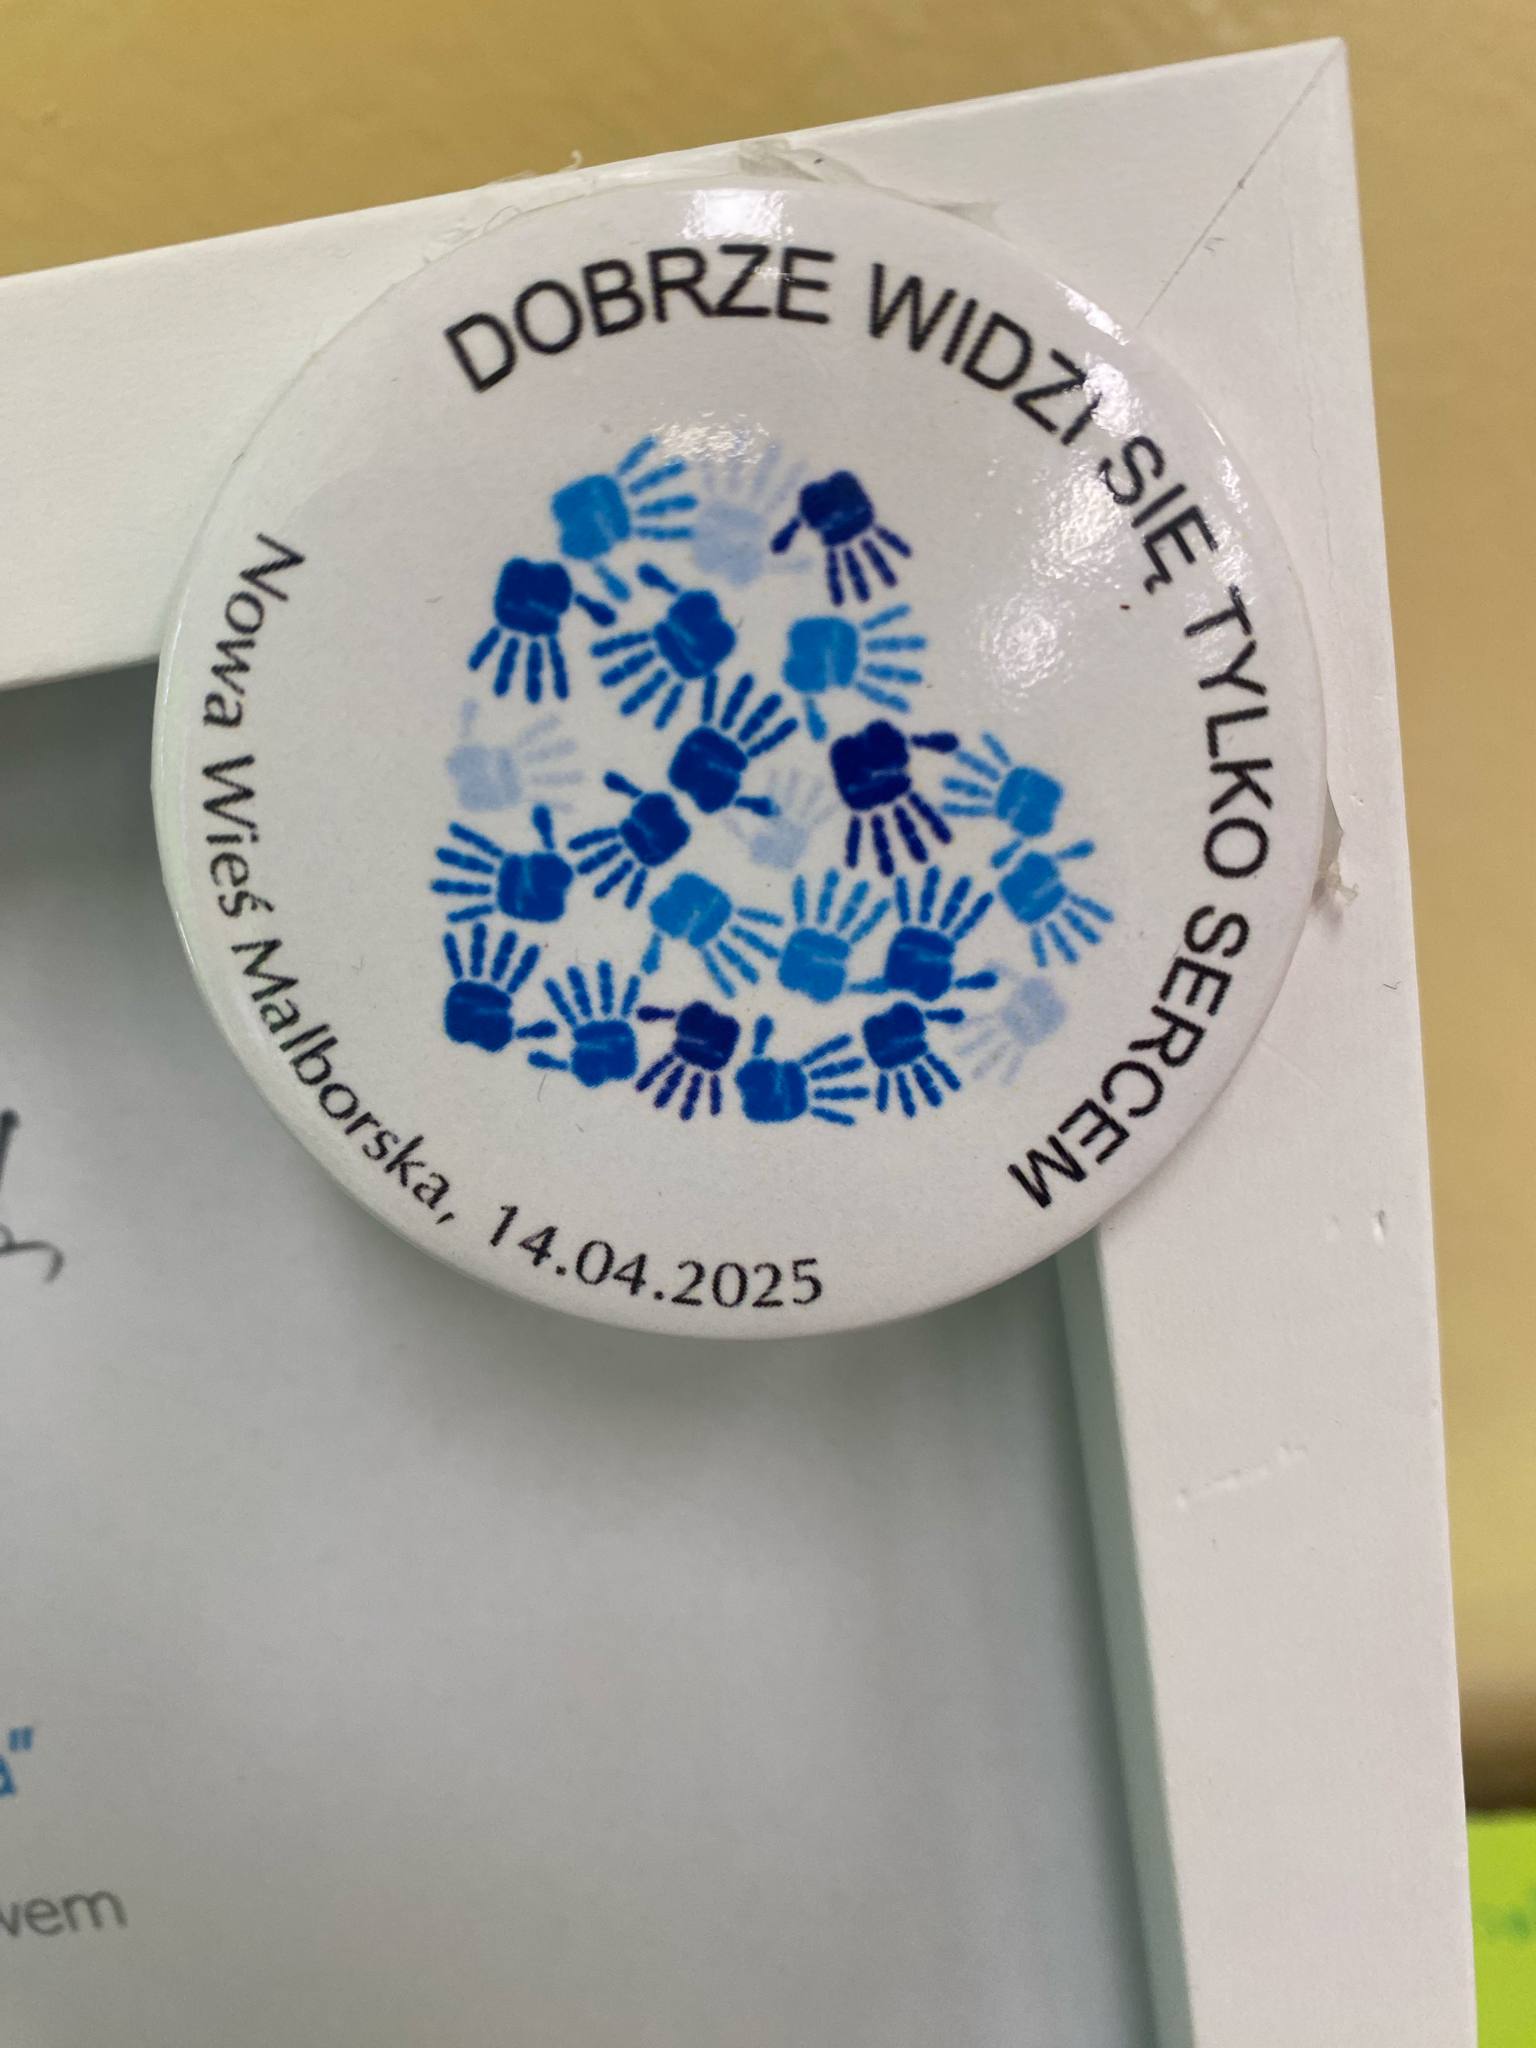 DOBRZE WIDZI SIĘ TYLKO SERCEM
Nowa Wieś Malborska, 14.04.2025